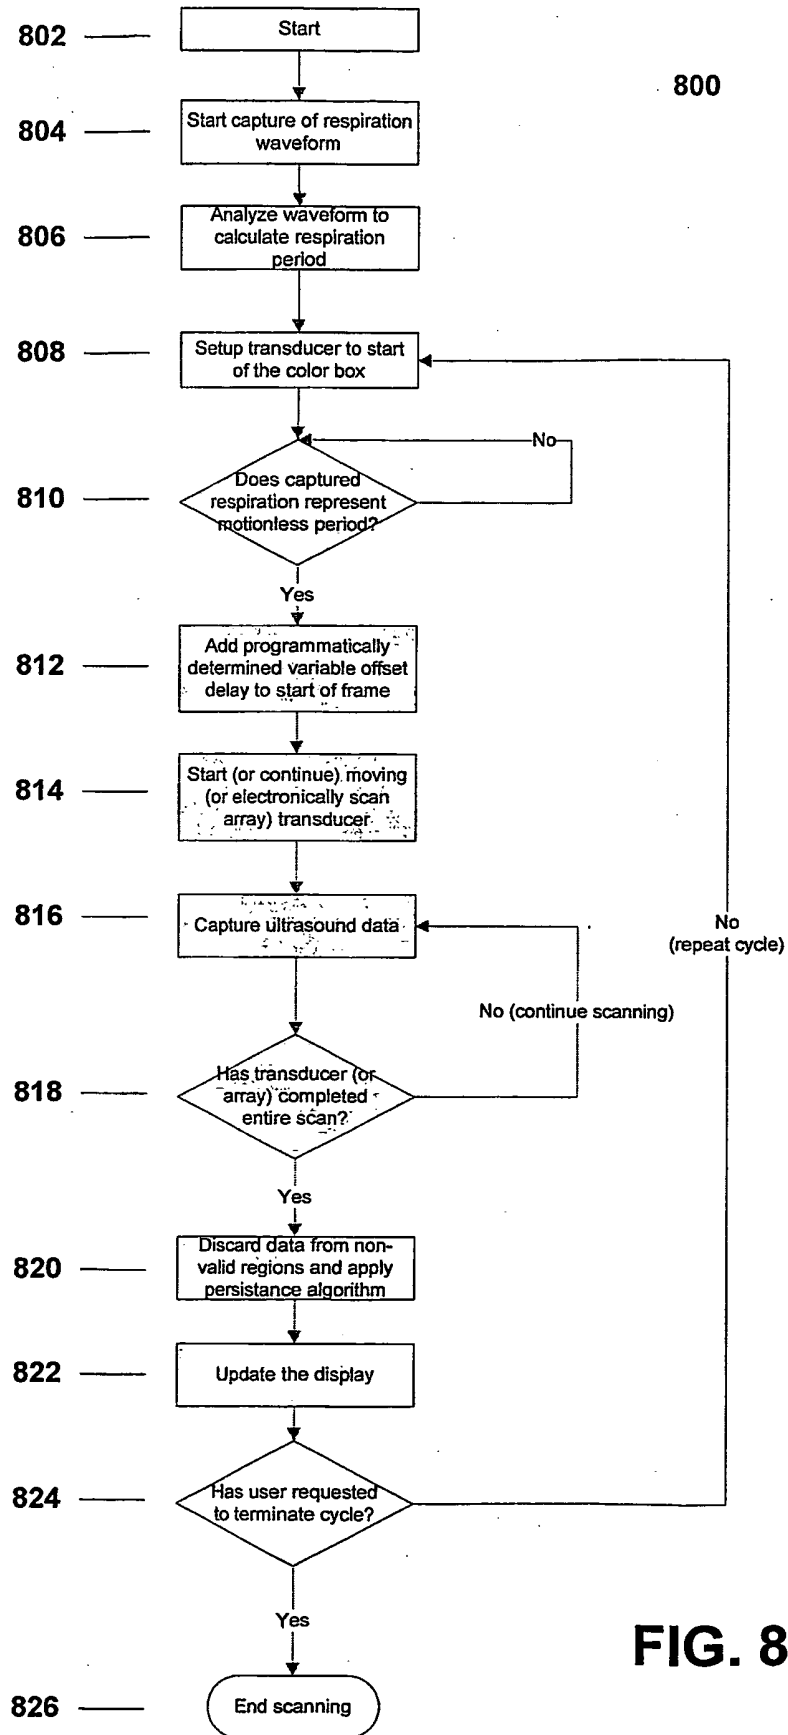 802
Start
800
804
Start capture of respiration
waveform
806
Analyze waveform to
calculate respiration
period
808
Setup transducer to start
of the color box
No
810
Does captured
respiration represent
motionless period?
Yes
812
Add programmatically
determined variable offset
delay to start of frame
814
Start (or continue) moving
(or electronically scan
array) transducer
816
Capture ultrasound data
No
(repeat cycle)
No (continue scanning)
818
Has transducer (or
array) completed
entire scan?
Yes
820
Discard data from non-
valid regions and apply
persistance algorithm
822
Update the display
824
Has user requested
to terminate cycle?
Yes
FIG. 8
826
End scanning